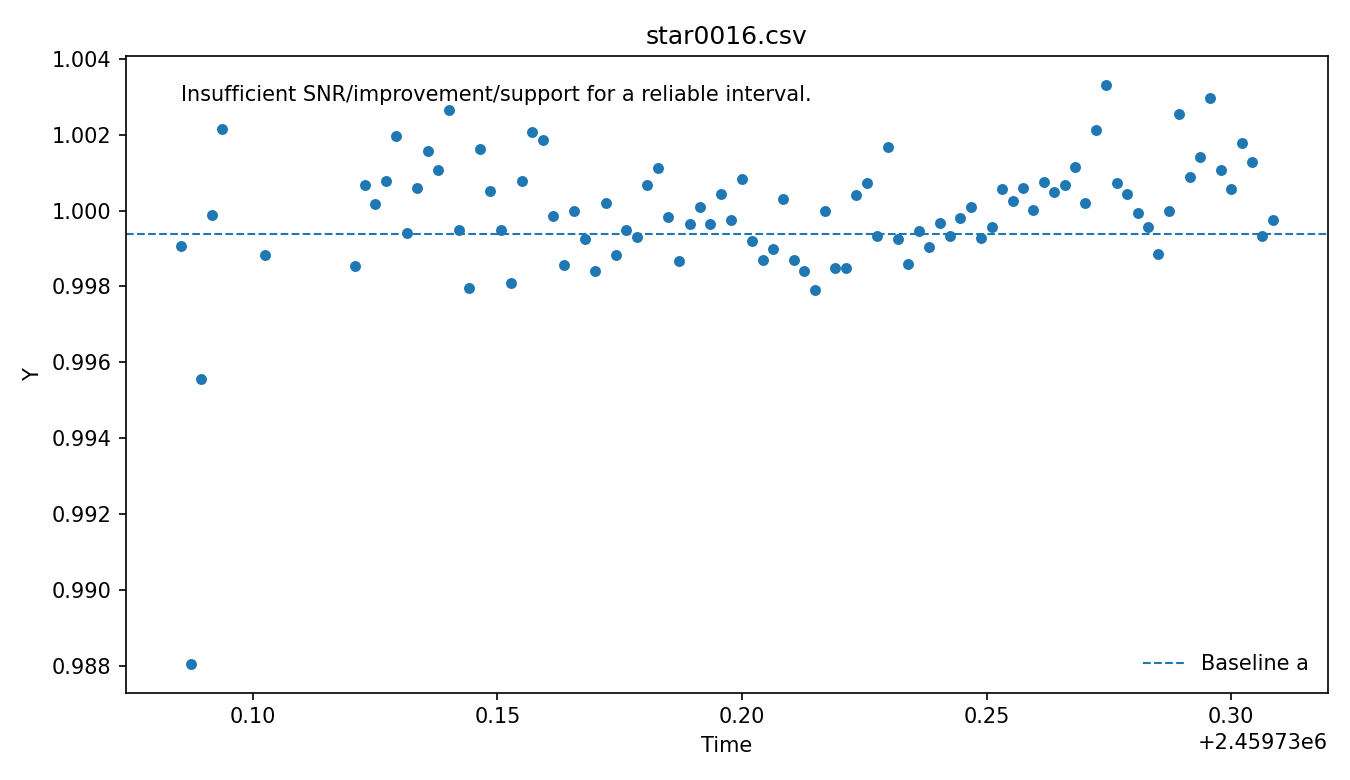 star0016.csv
1.004
Insufficient SNR/improvement/support for a reliable interval.
1.002
1.000
0.998
0.996
Y
0.994
0.992
0.990
0.988
Baseline a
0.10 0.15 0.20 0.25 0.30
Time
+2.45973e6